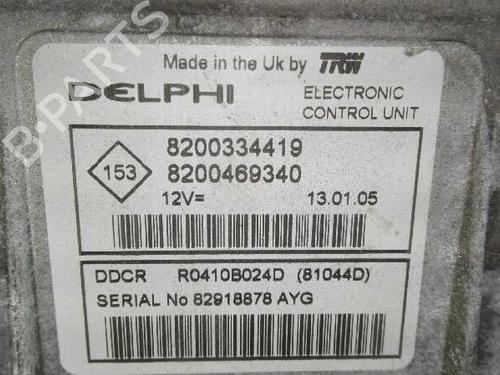 Made in the Uk by TRW
DELPHI
ELECTRONIC
CONTROL UNIT
153
8200334419
8200469340
12V= 13.01.05
DDCR R0410B024D (81044D)
SERIAL No 82918878 AYG
B-PARTS